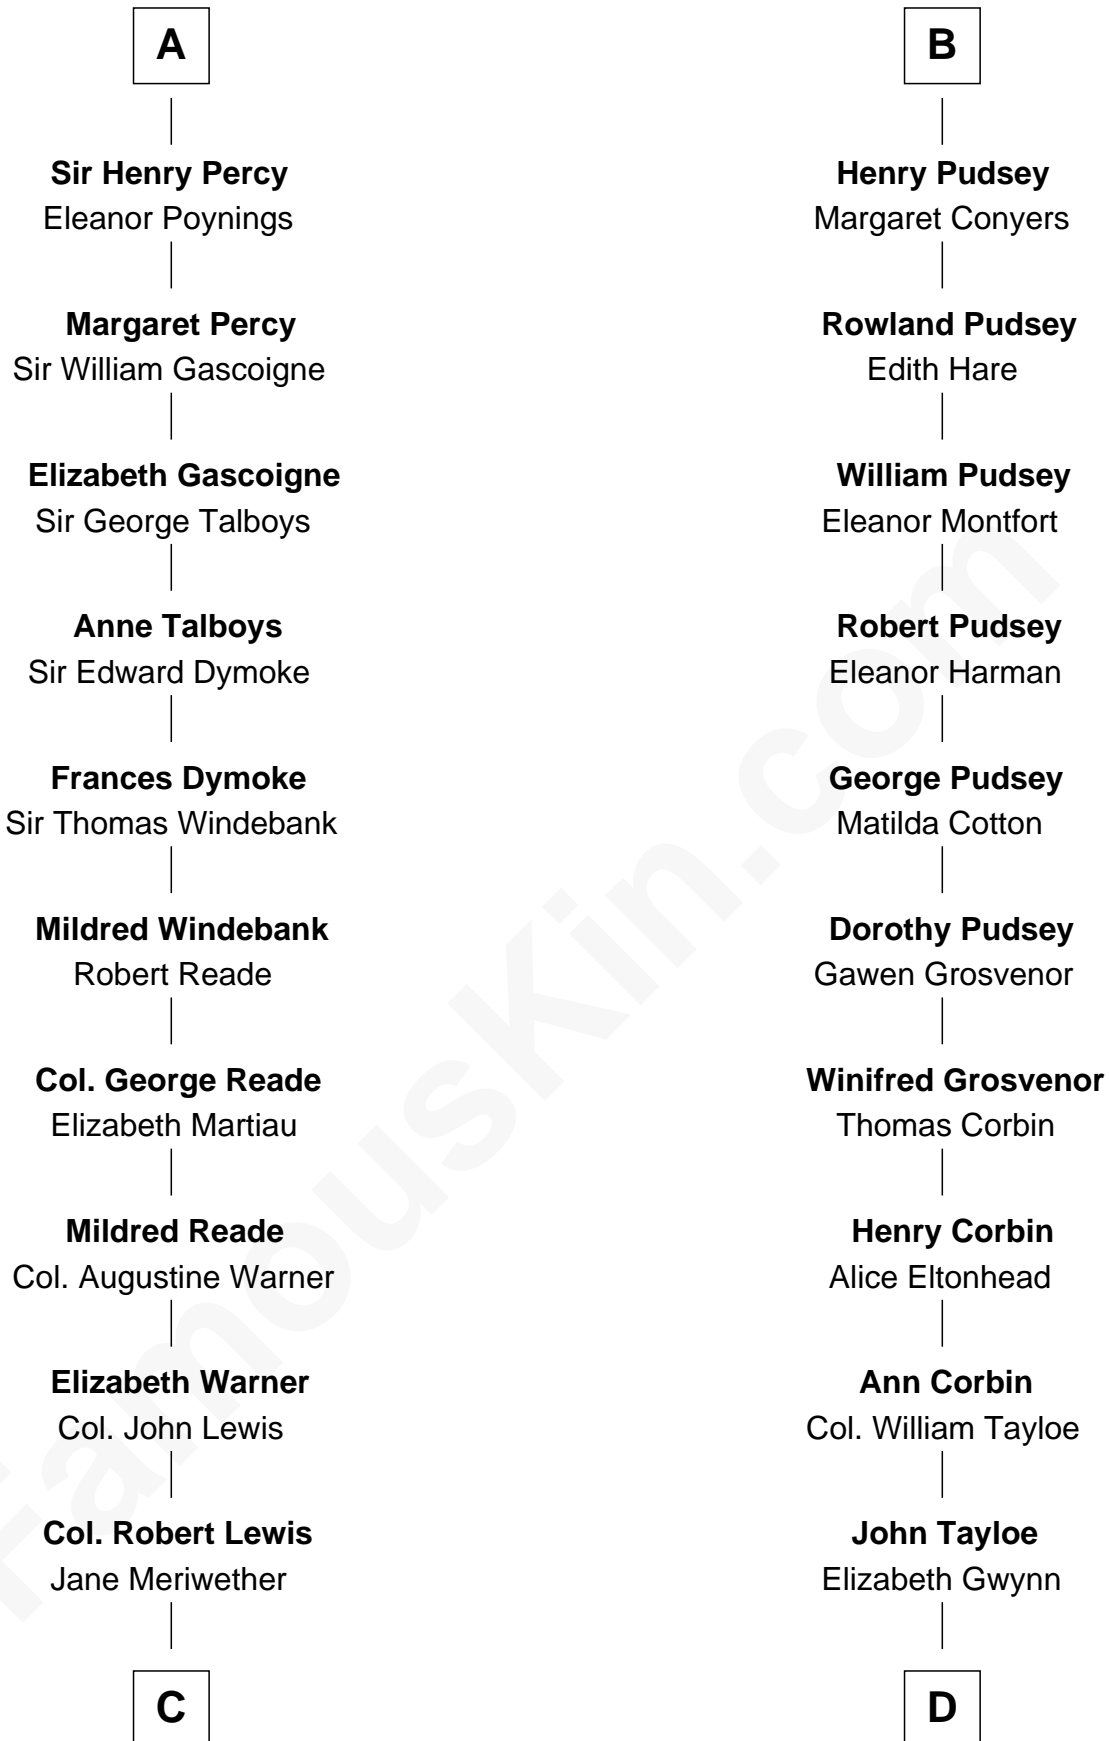 A
Sir Henry Percy
Eleanor Poynings
Margaret Percy
Sir William Gascoigne
Elizabeth Gascoigne
Sir George Talboys
Anne Talboys
Sir Edward Dymoke
Frances Dymoke
Sir Thomas Windebank
Mildred Windebank
Robert Reade
Col. George Reade
Elizabeth Martiau
Mildred Reade
Col. Augustine Warner
Elizabeth Warner
Col. John Lewis
Col. Robert Lewis
Jane Meriwether
C
B
Henry Pudsey
Margaret Conyers
Rowland Pudsey
Edith Hare
William Pudsey
Eleanor Montfort
Robert Pudsey
Eleanor Harman
George Pudsey
Matilda Cotton
Dorothy Pudsey
Gawen Grosvenor
Winifred Grosvenor
Thomas Corbin
Henry Corbin
Alice Eltonhead
Ann Corbin
Col. William Tayloe
John Tayloe
Elizabeth Gwynn
D
FamousKin.com